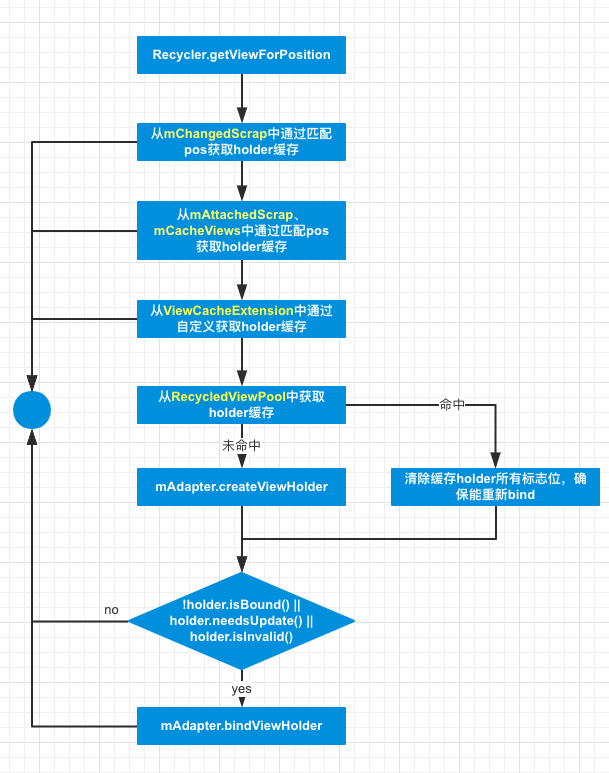 Recycler.getViewForPosition
从mChangedScrap中通过匹配
pos获取holder缓存
从mAttachedScrap、
mCacheViews中通过匹配pos
获取holder缓存
从ViewCacheExtension中通过
自定义获取holder缓存
从RecycledViewPool中获取
holder缓存
命中
未命中
mAdapter.createViewHolder
清除缓存holder所有标志位，确
保能重新bind
!holder.isBound() ||
holder.needsUpdate() ||
holder.isInvalid()
no
yes
mAdapter.bindViewHolder